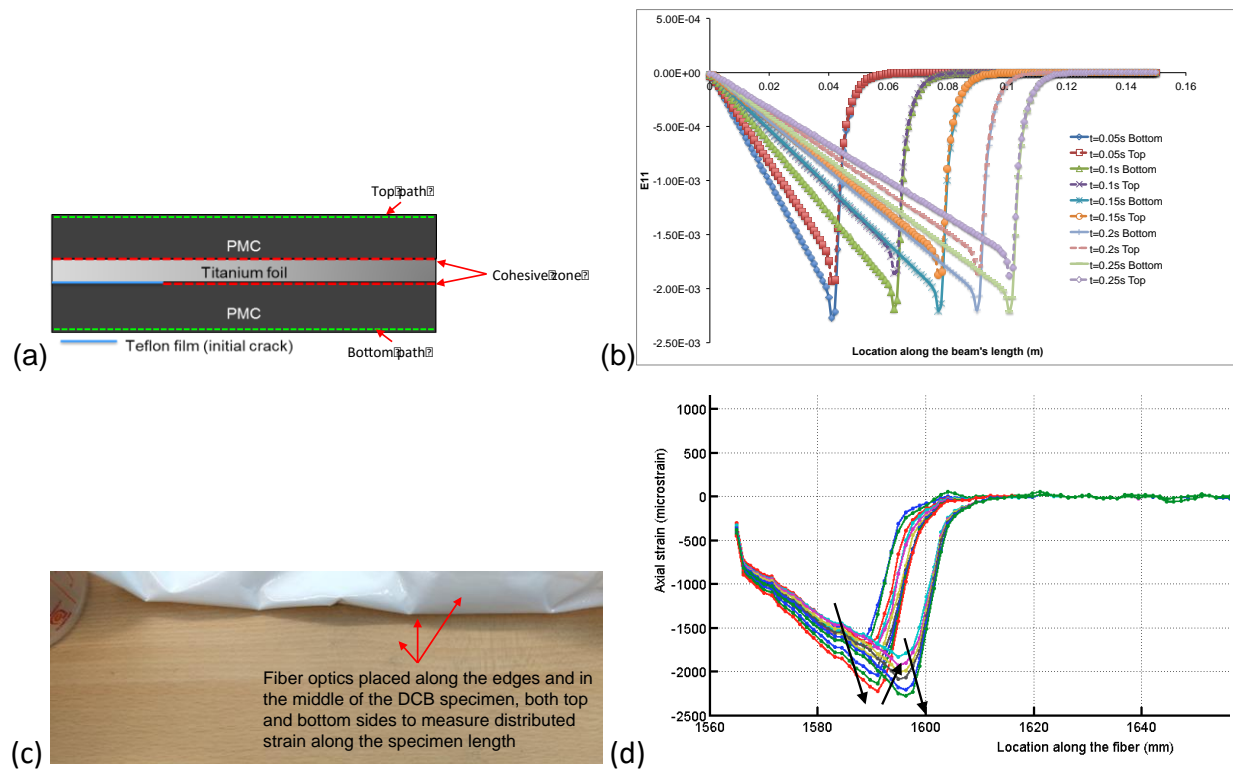 Top path
PMC
Titanium foil
Cohesive zone
PMC
Teflon film (initial crack)
Bottom path
(a)
5.00E-04
0.00E+00
-5.00E-04
-1.00E-03
-1.50E-03
-2.00E-03
-2.50E-03
0
0.02
0.04
0.06
0.08
0.1
0.12
0.14
0.16
E11
Location along the beam's length (m)
t=0.05s Bottom
t=0.05s Top
t=0.1s Bottom
t=0.1s Top
t=0.15s Bottom
t=0.15s Top
t=0.2s Bottom
t=0.2s Top
t=0.25s Bottom
t=0.25s Top
(b)
Fiber optics placed along the edges and in
the middle of the DCB specimen, both top
and bottom sides to measure distributed
strain along the specimen length
(c)
1000
500
0
-500
-1000
-1500
-2000
-2500
1560
1580
1600
1620
1640
Axial strain (microstrain)
Location along the fiber (mm)
(d)